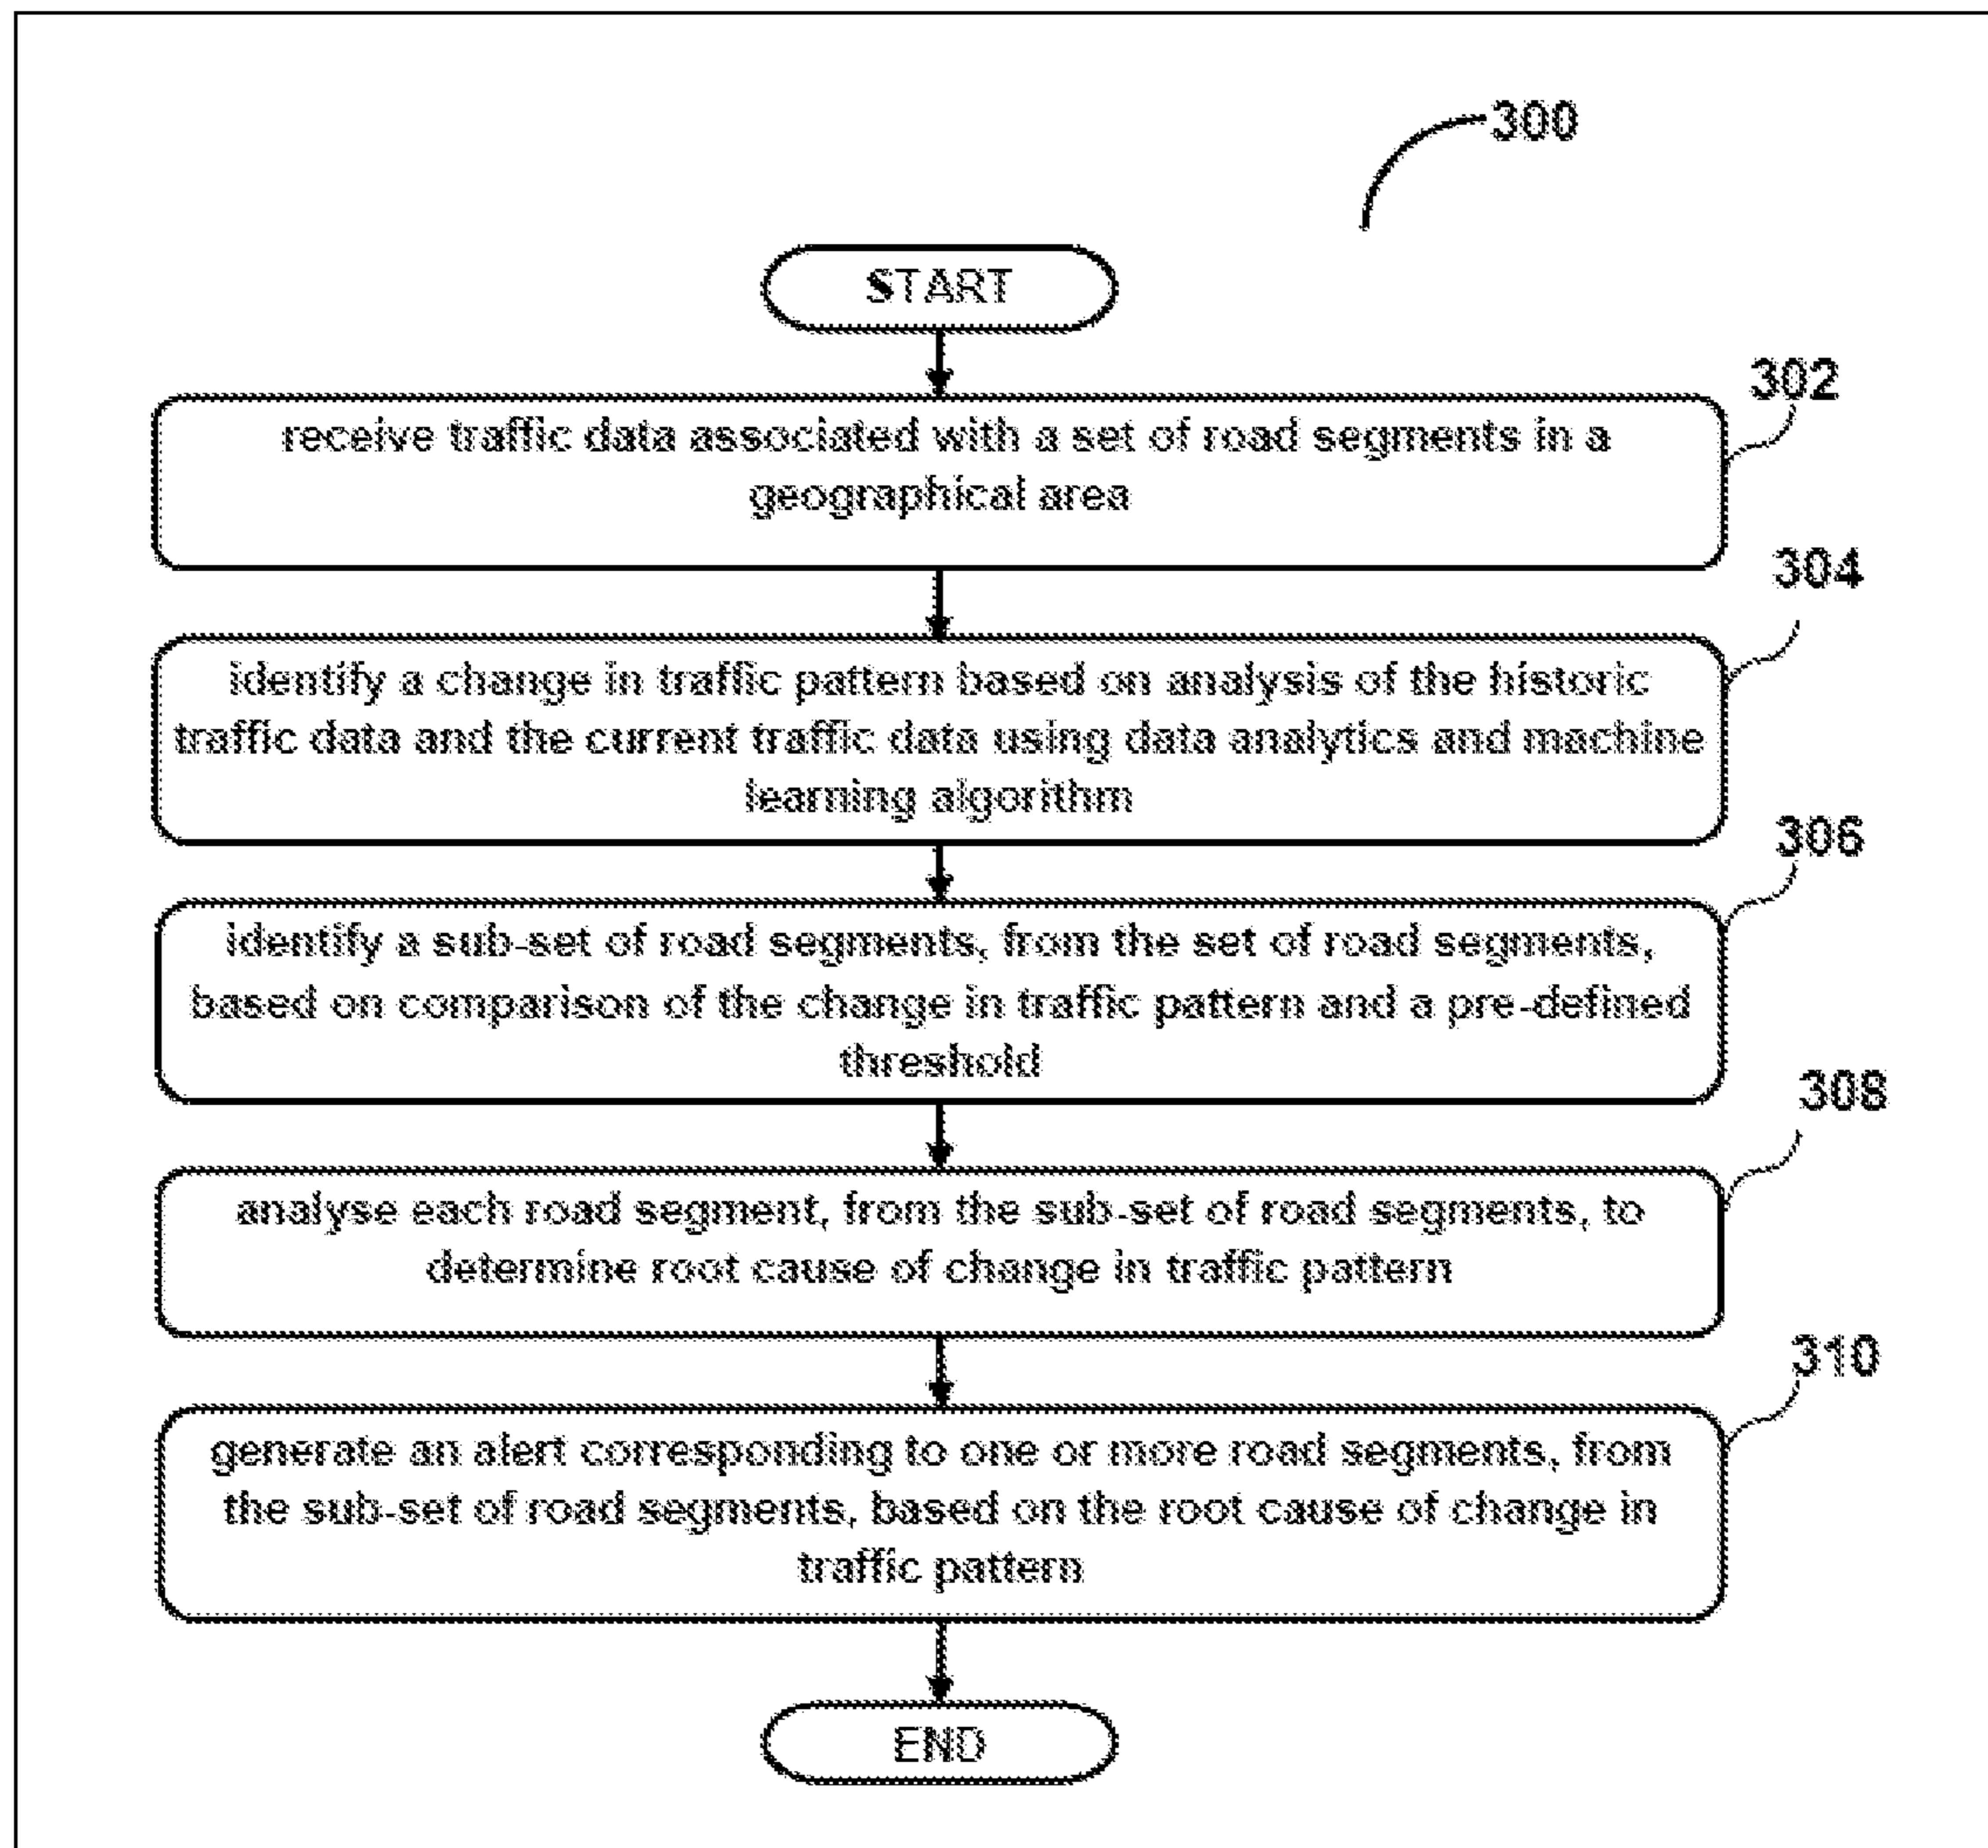 300
START
302
receive traffic data associated with a set of road segments in a
geographical area
304
identify a change in traffic pattern based on analysis of the historic
traffic data and the current traffic data using data analytics and machine
learning algorithm
306
identify a sub-set of road segments, from the set of road segments,
based on comparison of the change in traffic pattern and a pre-defined
threshold
308
analyse each road segment, from the sub-set of road segments, to
determine root cause of change in traffic pattern
310
generate an alert corresponding to one or more road segments, from
the sub-set of road segments, based on the root cause of change in
traffic pattern
END